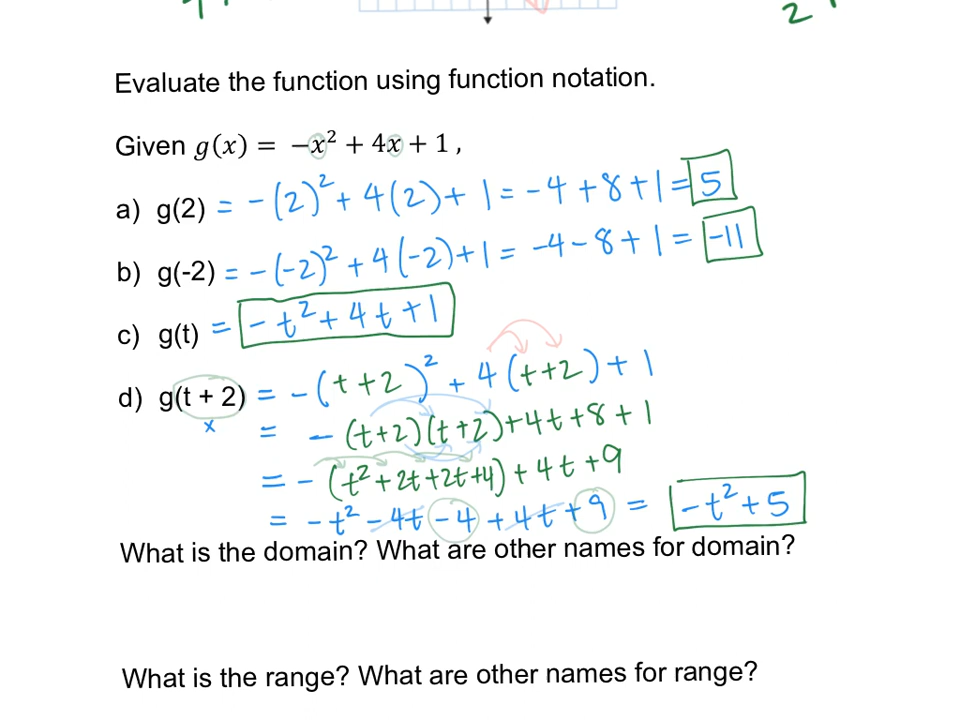 2
Evaluate the function using function notation.
Given g(x) = −x² + 4x + 1,
a) g(2) = -(2)² + 4(2) + 1 = -4 + 8 + 1 = 5
b) g(-2) = -(-2)² + 4(-2) + 1 = -4 - 8 + 1 = -11
c) g(t) = -t² + 4t + 1
d) g(t + 2) = -(t+2)² + 4(t+2) + 1
x = -(t+2)(t+2) + 4t + 8 + 1
= -(t² + 2t + 2t + 4) + 4t + 9
= -t² - 4t - 4 + 4t + 9 = -t² + 5
What is the domain? What are other names for domain?
What is the range? What are other names for range?